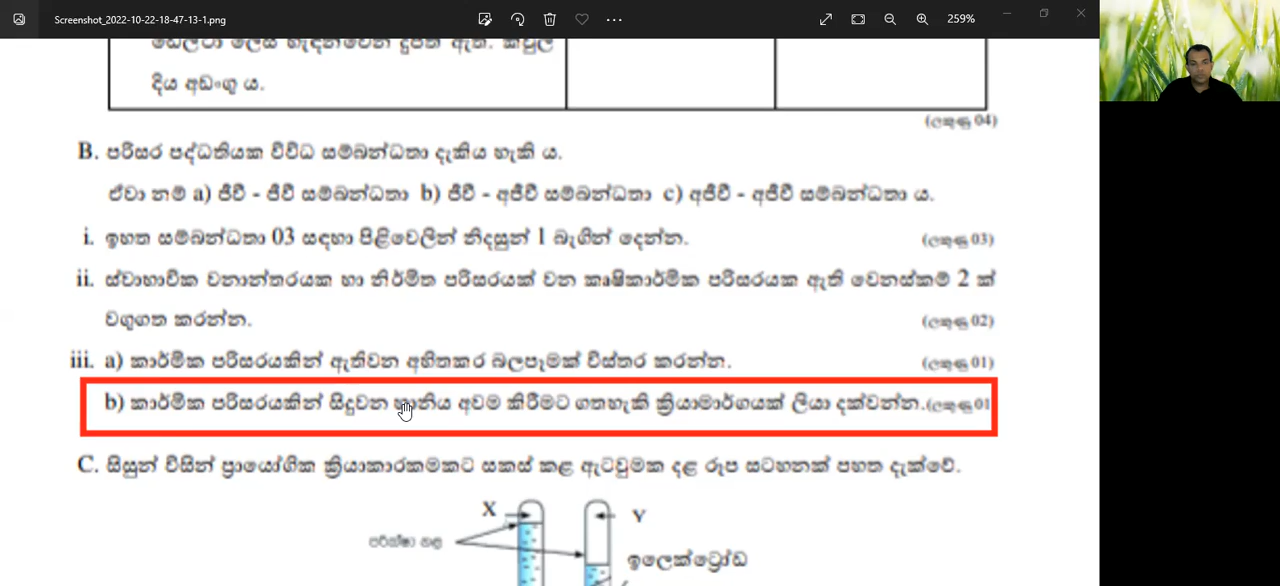 Screenshot_2022-10-22-18-47-13-1.png
259%
ඩෙල්ටා ලෙස හැඳින්වෙන දූපත් ඇත. කිවුල්
දිය අඩංගු ය.
(ලකුණු 04)
B. පරිසර පද්ධතියක විවිධ සම්බන්ධතා දැකිය හැකි ය.
ඒවා නම් a) ජීවී - ජීවී සම්බන්ධතා b) ජීවී - අජීවී සම්බන්ධතා c) අජීවී - අජීවී සම්බන්ධතා ය.
i. ඉහත සම්බන්ධතා 03 සඳහා පිළිවෙලින් නිදසුන් 1 බැගින් දෙන්න. (ලකුණු 03)
ii. ස්වාභාවික වනාන්තරයක හා නිර්මිත පරිසරයක් වන කෘෂිකාර්මික පරිසරයක ඇති වෙනස්කම් 2 ක්
වගුගත කරන්න. (ලකුණු 02)
iii. a) කාර්මික පරිසරයකින් ඇතිවන අහිතකර බලපෑමක් විස්තර කරන්න. (ලකුණු 01)
b) කාර්මික පරිසරයකින් සිදුවන හානිය අවම කිරීමට ගතහැකි ක්‍රියාමාර්ගයක් ලියා දක්වන්න.(ලකුණු 01
C. සිසුන් විසින් ප්‍රායෝගික ක්‍රියාකාරකමකට සකස් කළ ඇටවුමක දළ රූප සටහනක් පහත දැක්වේ.
X
Y
පරීක්ෂා නළ
ඉලෙක්ට්‍රෝඩ